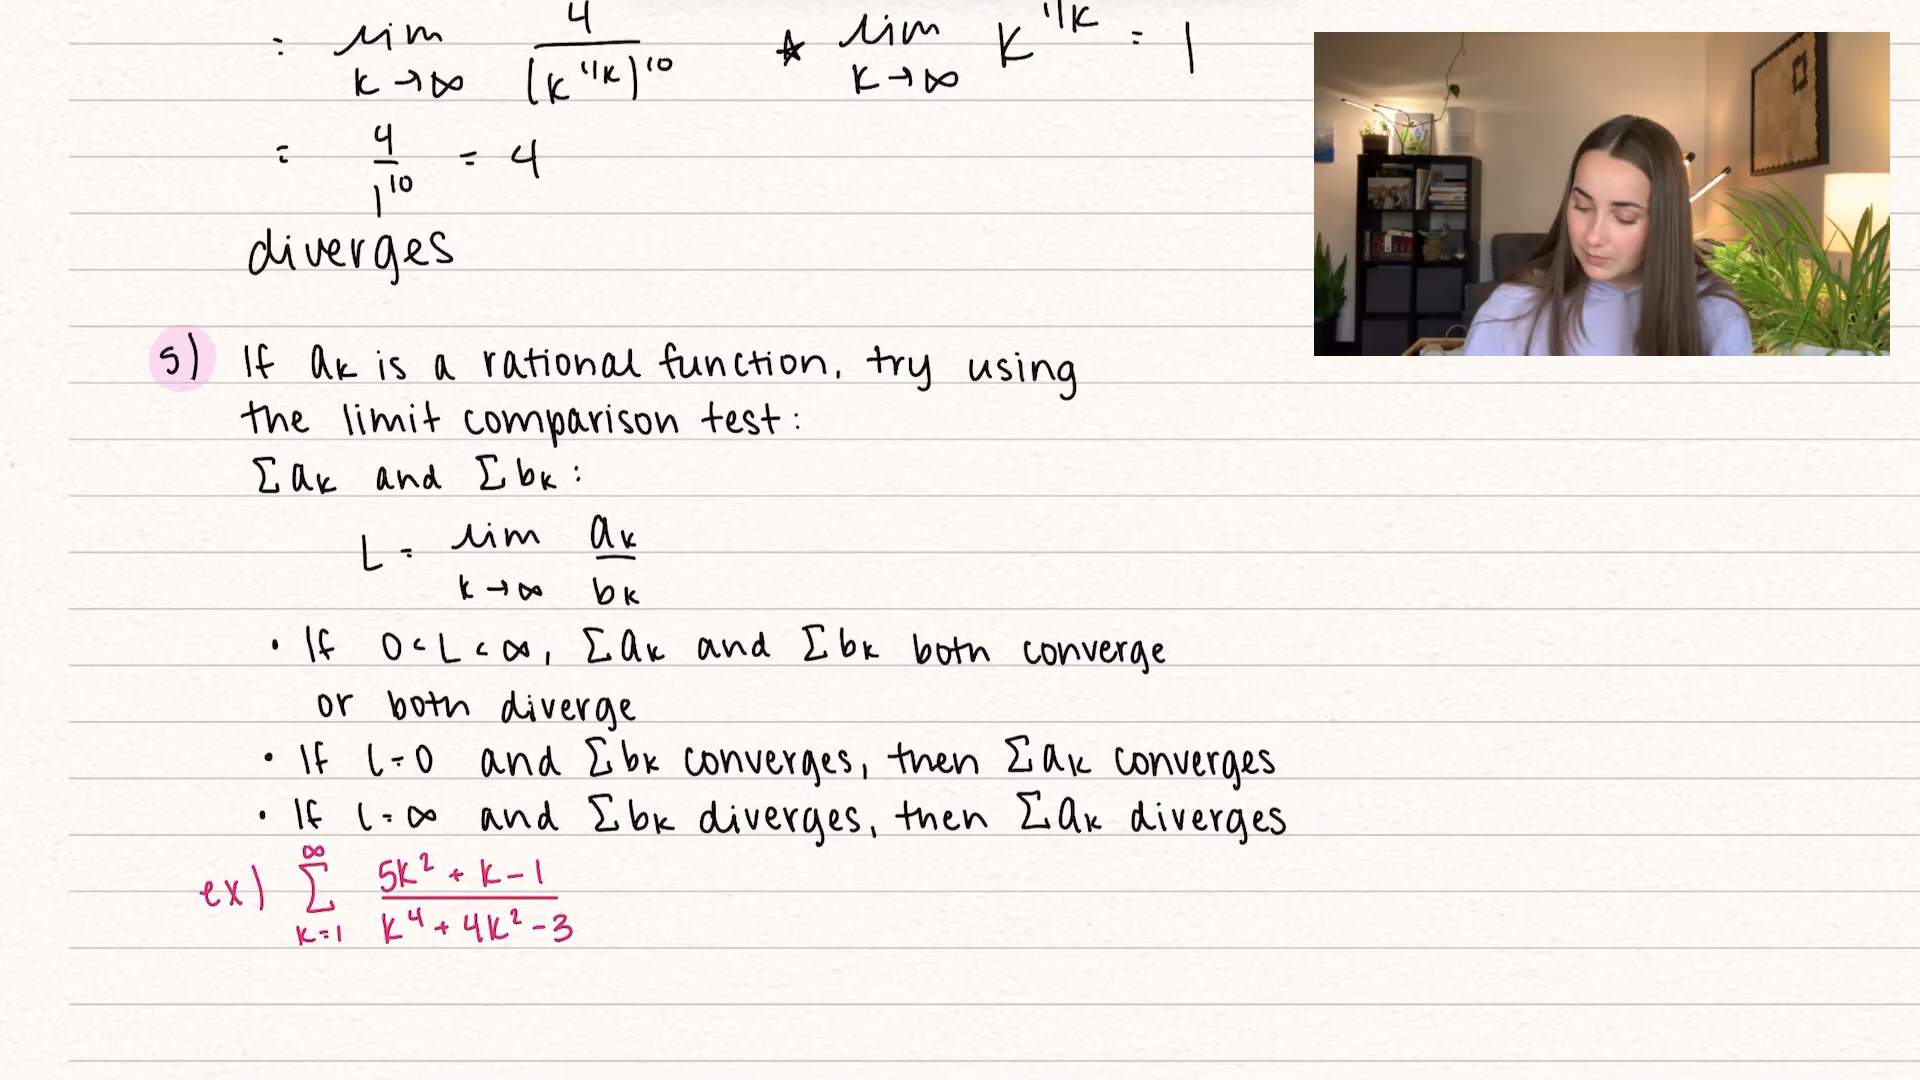 = lim k→∞ 4/(k^1/k)^10 ★ lim k→∞ k^1/k = 1
= 4/1^10 = 4
diverges
5) If ak is a rational function, try using
the limit comparison test:
Σak and Σbk:
L = lim k→∞ ak/bk
• If 0<L<∞, Σak and Σbk both converge
or both diverge
• If L=0 and Σbk converges, then Σak converges
• If L=∞ and Σbk diverges, then Σak diverges
ex) ∞ Σ k=1 5k²+k-1/k⁴+4k²-3